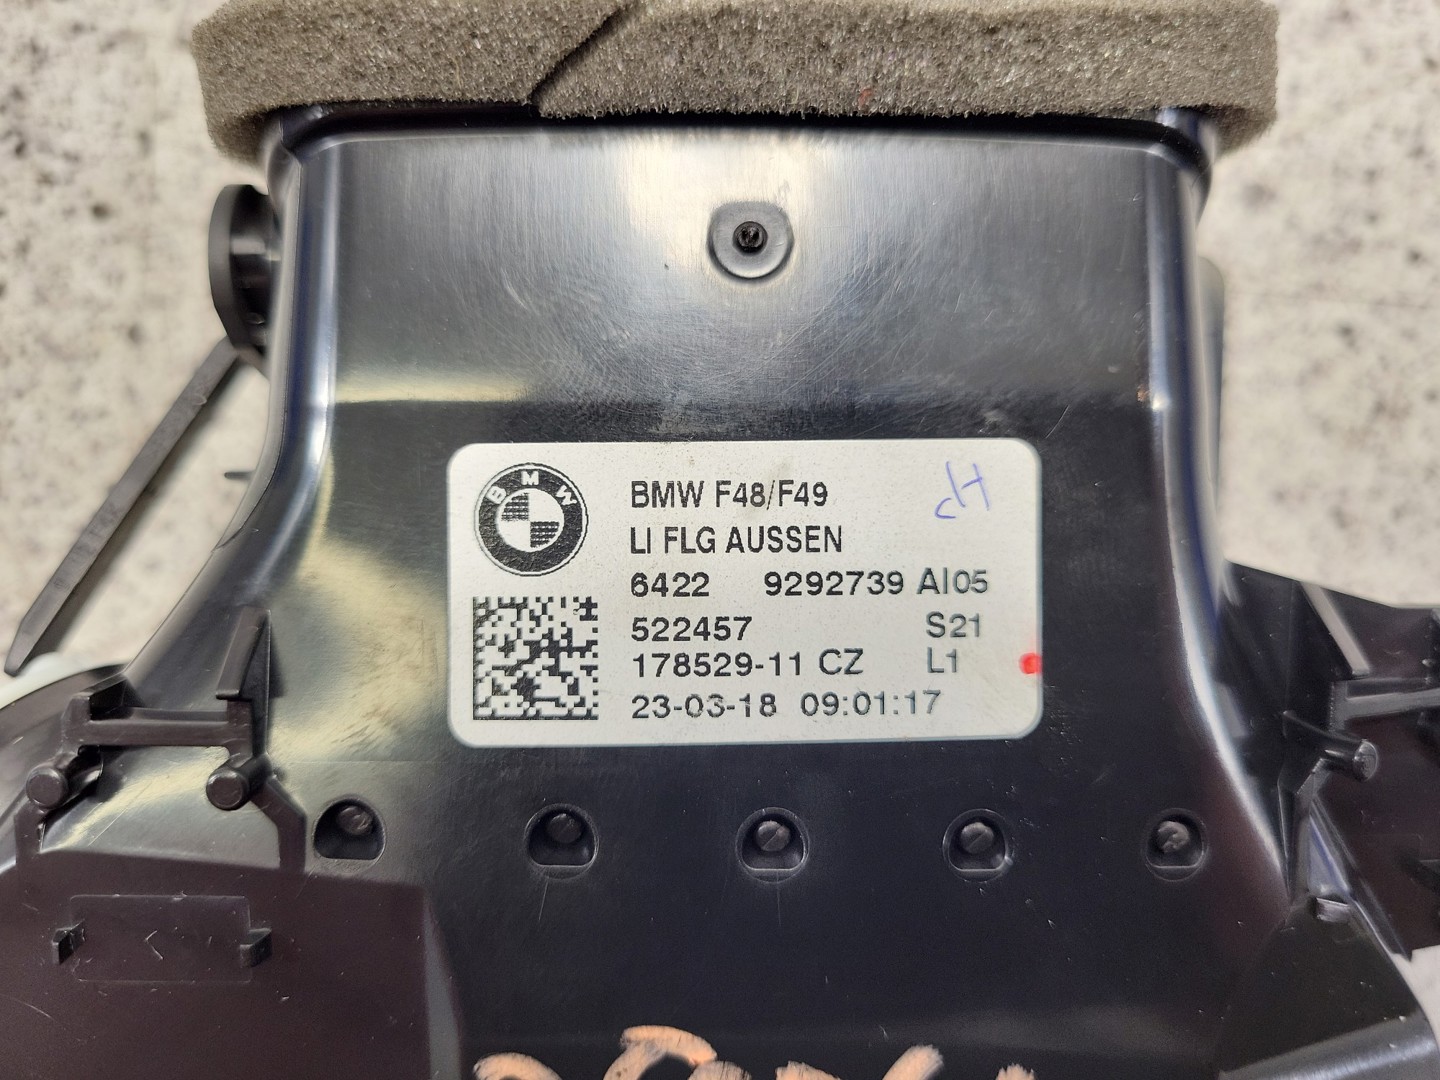 BMW
BMW F48/F49
LI FLG AUSSEN
6422 9292739 AI05
522457 S21
178529-11 CZ L1
23-03-18 09:01:17